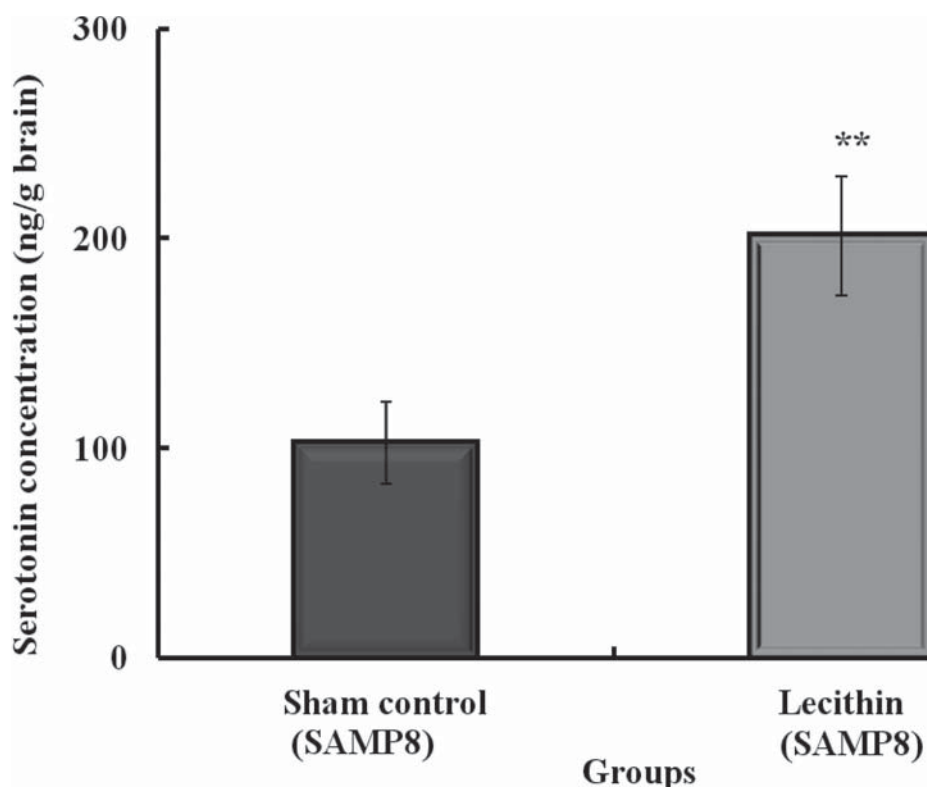 Serotonin concentration (ng/g brain)
300
200
100
0
**
Sham control
(SAMP8)
Lecithin
(SAMP8)
Groups